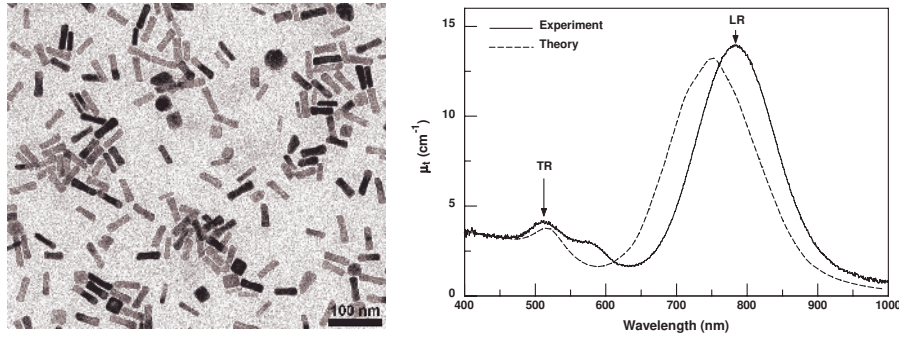 100 nm
Experiment
Theory
LR
TR
15
10
5
0
400 500 600 700 800 900 1000
μt (cm-1)
Wavelength (nm)